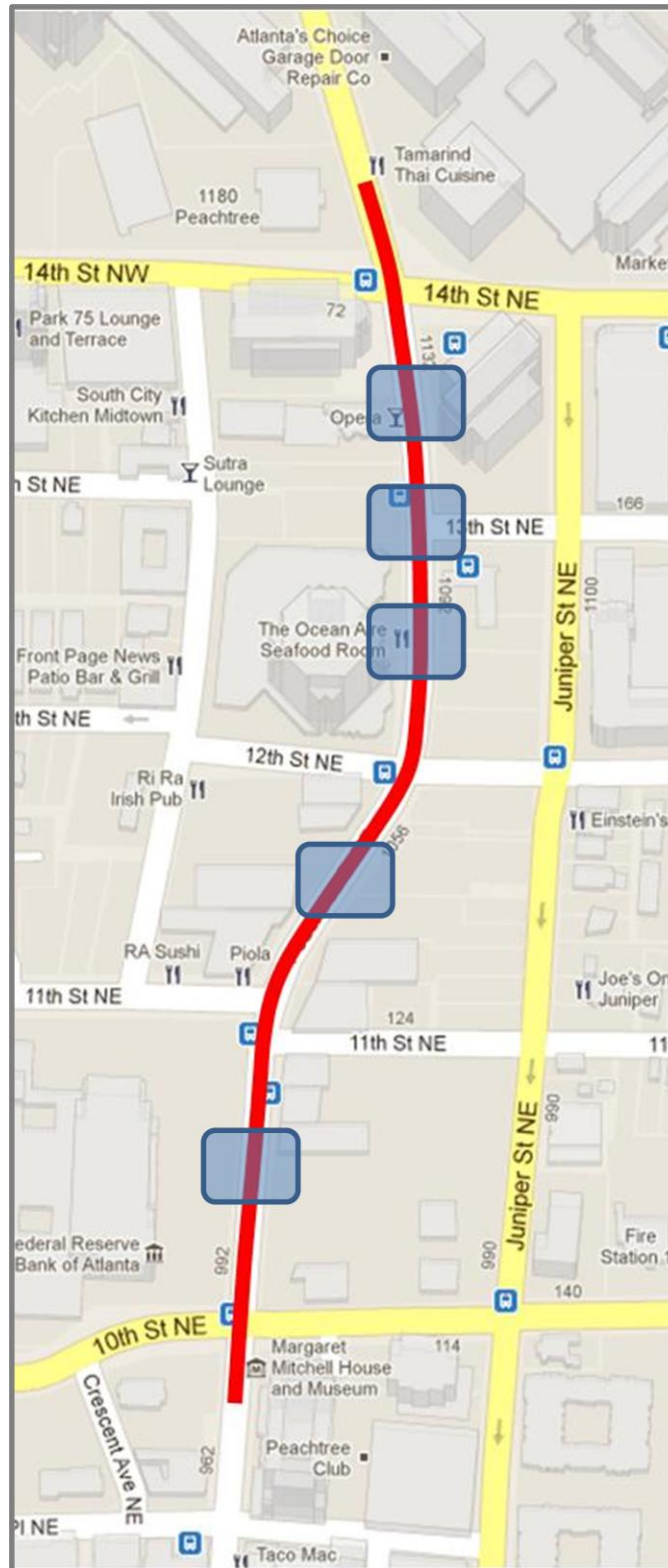 Atlanta's Choice
Garage Door
Repair Co
Tamarind
Thai Cuisine
1180
Peachtree
Market
14th St NW
14th St NE
72
Park 75 Lounge
and Terrace
South City
Kitchen Midtown
Opera
Sutra
Lounge
St NE
166
13th St NE
1100
The Ocean Aire
Seafood Room
Juniper St NE
Front Page News
Patio Bar & Grill
th St NE
12th St NE
Ri Ra
Irish Pub
Einstein's
RA Sushi
Piola
Joe's On
Juniper
11th St NE
124
11th St NE
11
990
Juniper St NE
ederal Reserve
Bank of Atlanta
992
990
Fire
Station
140
10th St NE
114
Margaret
Mitchell House
and Museum
Crescent Ave NE
962
Peachtree
Club
Pl NE
Taco Mac